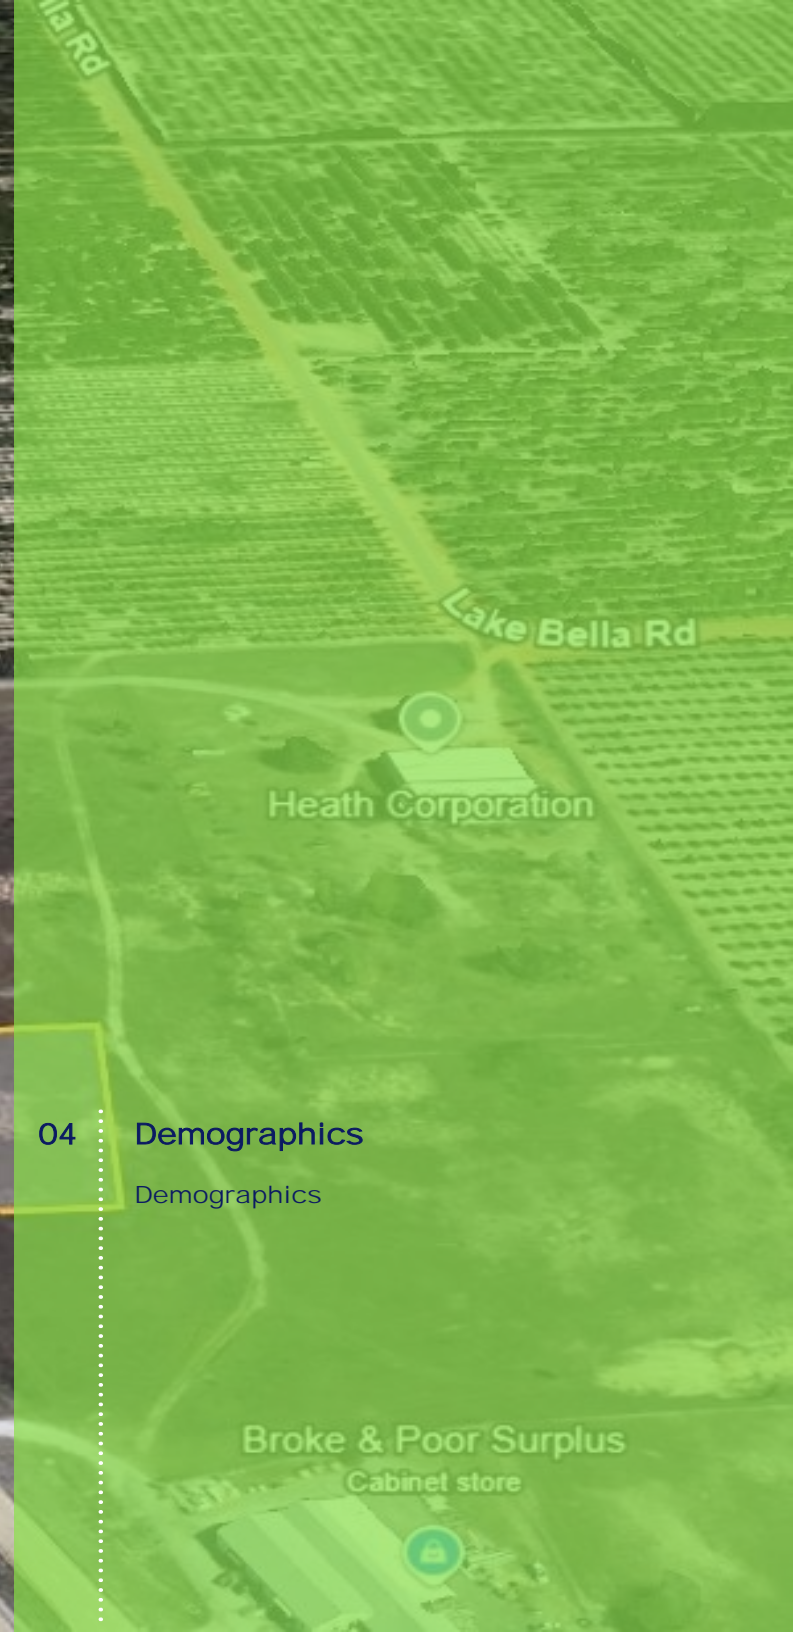 lla Rd
Lake Bella Rd
Heath Corporation
04 Demographics
Demographics
Broke & Poor Surplus
Cabinet store